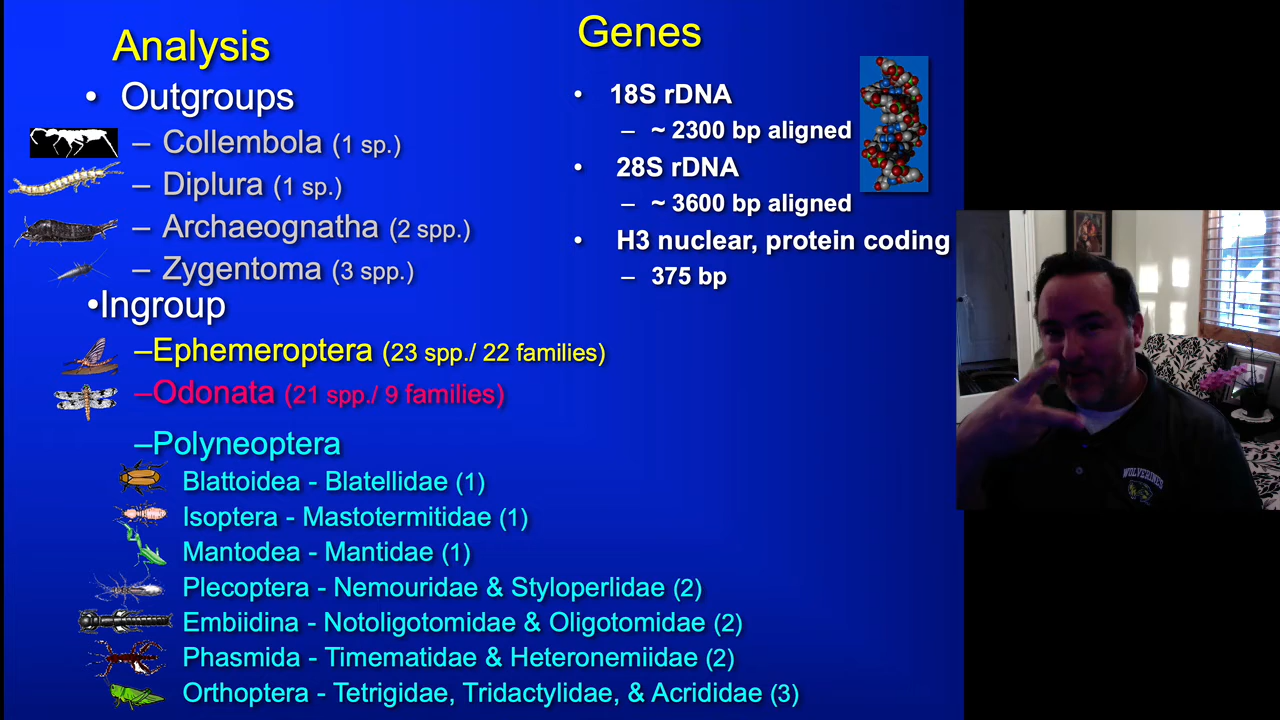 Analysis
• Outgroups
– Collembola (1 sp.)
– Diplura (1 sp.)
– Archaeognatha (2 spp.)
– Zygentoma (3 spp.)
•Ingroup
–Ephemeroptera (23 spp./ 22 families)
–Odonata (21 spp./ 9 families)
–Polyneoptera
Blattoidea - Blatellidae (1)
Isoptera - Mastotermitidae (1)
Mantodea - Mantidae (1)
Plecoptera - Nemouridae & Styloperlidae (2)
Embiidina - Notoligotomidae & Oligotomidae (2)
Phasmida - Timematidae & Heteronemiidae (2)
Orthoptera - Tetrigidae, Tridactylidae, & Acrididae (3)
Genes
• 18S rDNA
– ~ 2300 bp aligned
• 28S rDNA
– ~ 3600 bp aligned
• H3 nuclear, protein coding
– 375 bp
WOLVERINES